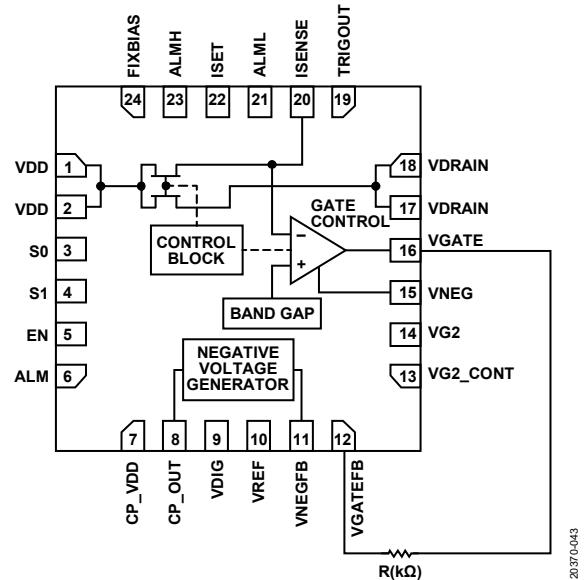 FIXBIAS
ALMH
ISET
ALML
ISENSE
TRIGOUT
24
23
22
21
20
19
VDD
1
VDD
2
S0
3
S1
4
EN
5
ALM
6
18
VDRAIN
17
VDRAIN
16
VGATE
15
VNEG
14
VG2
13
VG2_CONT
GATE
CONTROL
−
+
CONTROL
BLOCK
BAND GAP
NEGATIVE
VOLTAGE
GENERATOR
7
8
9
10
11
12
CP_VDD
CP_OUT
VDIG
VREF
VNEGFB
VGATEFB
R(kΩ)
20370-043